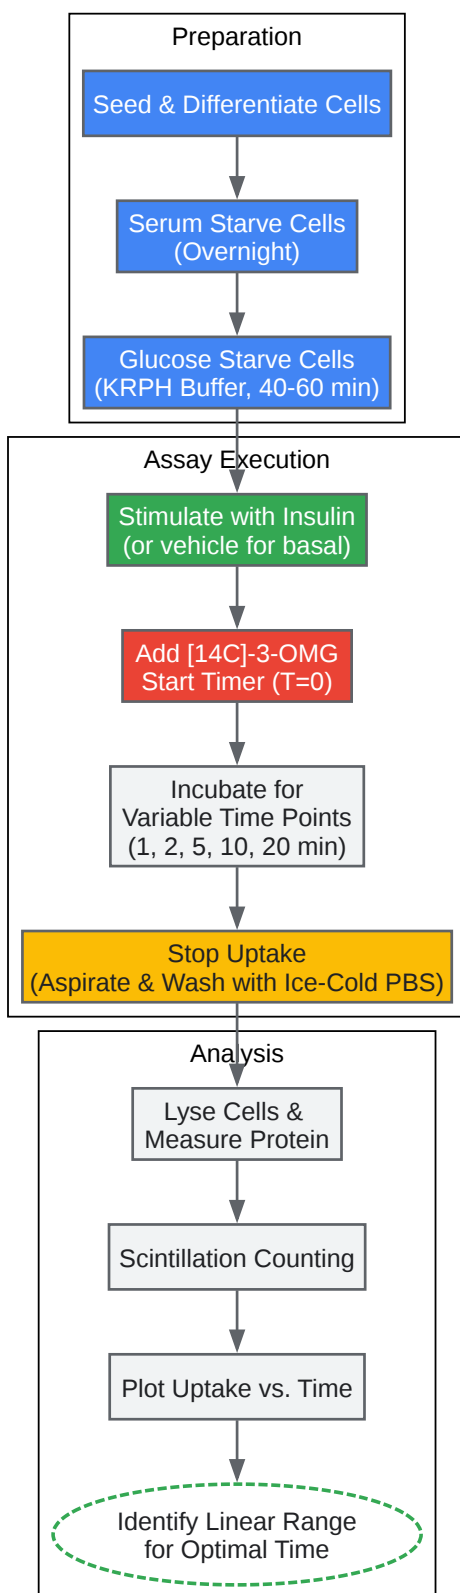 Preparation
Seed & Differentiate Cells
Serum Starve Cells
(Overnight)
Glucose Starve Cells
(KRPH Buffer, 40-60 min)
Assay Execution
Stimulate with Insulin
(or vehicle for basal)
Add [14C]-3-OMG
Start Timer (T=0)
Incubate for
Variable Time Points
(1, 2, 5, 10, 20 min)
Stop Uptake
(Aspirate & Wash with Ice-Cold PBS)
Analysis
Lyse Cells &
Measure Protein
Scintillation Counting
Plot Uptake vs. Time
Identify Linear Range
for Optimal Time